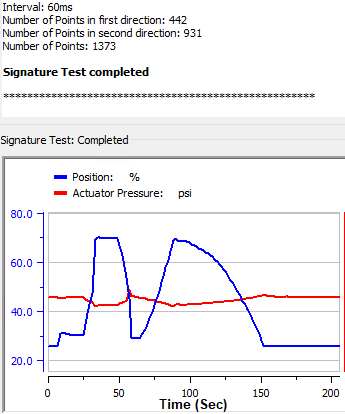 Interval: 60ms
Number of Points in first direction: 442
Number of Points in second direction: 931
Number of Points: 1373
Signature Test completed
****************************************************
Signature Test: Completed
Position: %
Actuator Pressure: psi
80.0
60.0
40.0
20.0
0 50 100 150 200
Time (Sec)